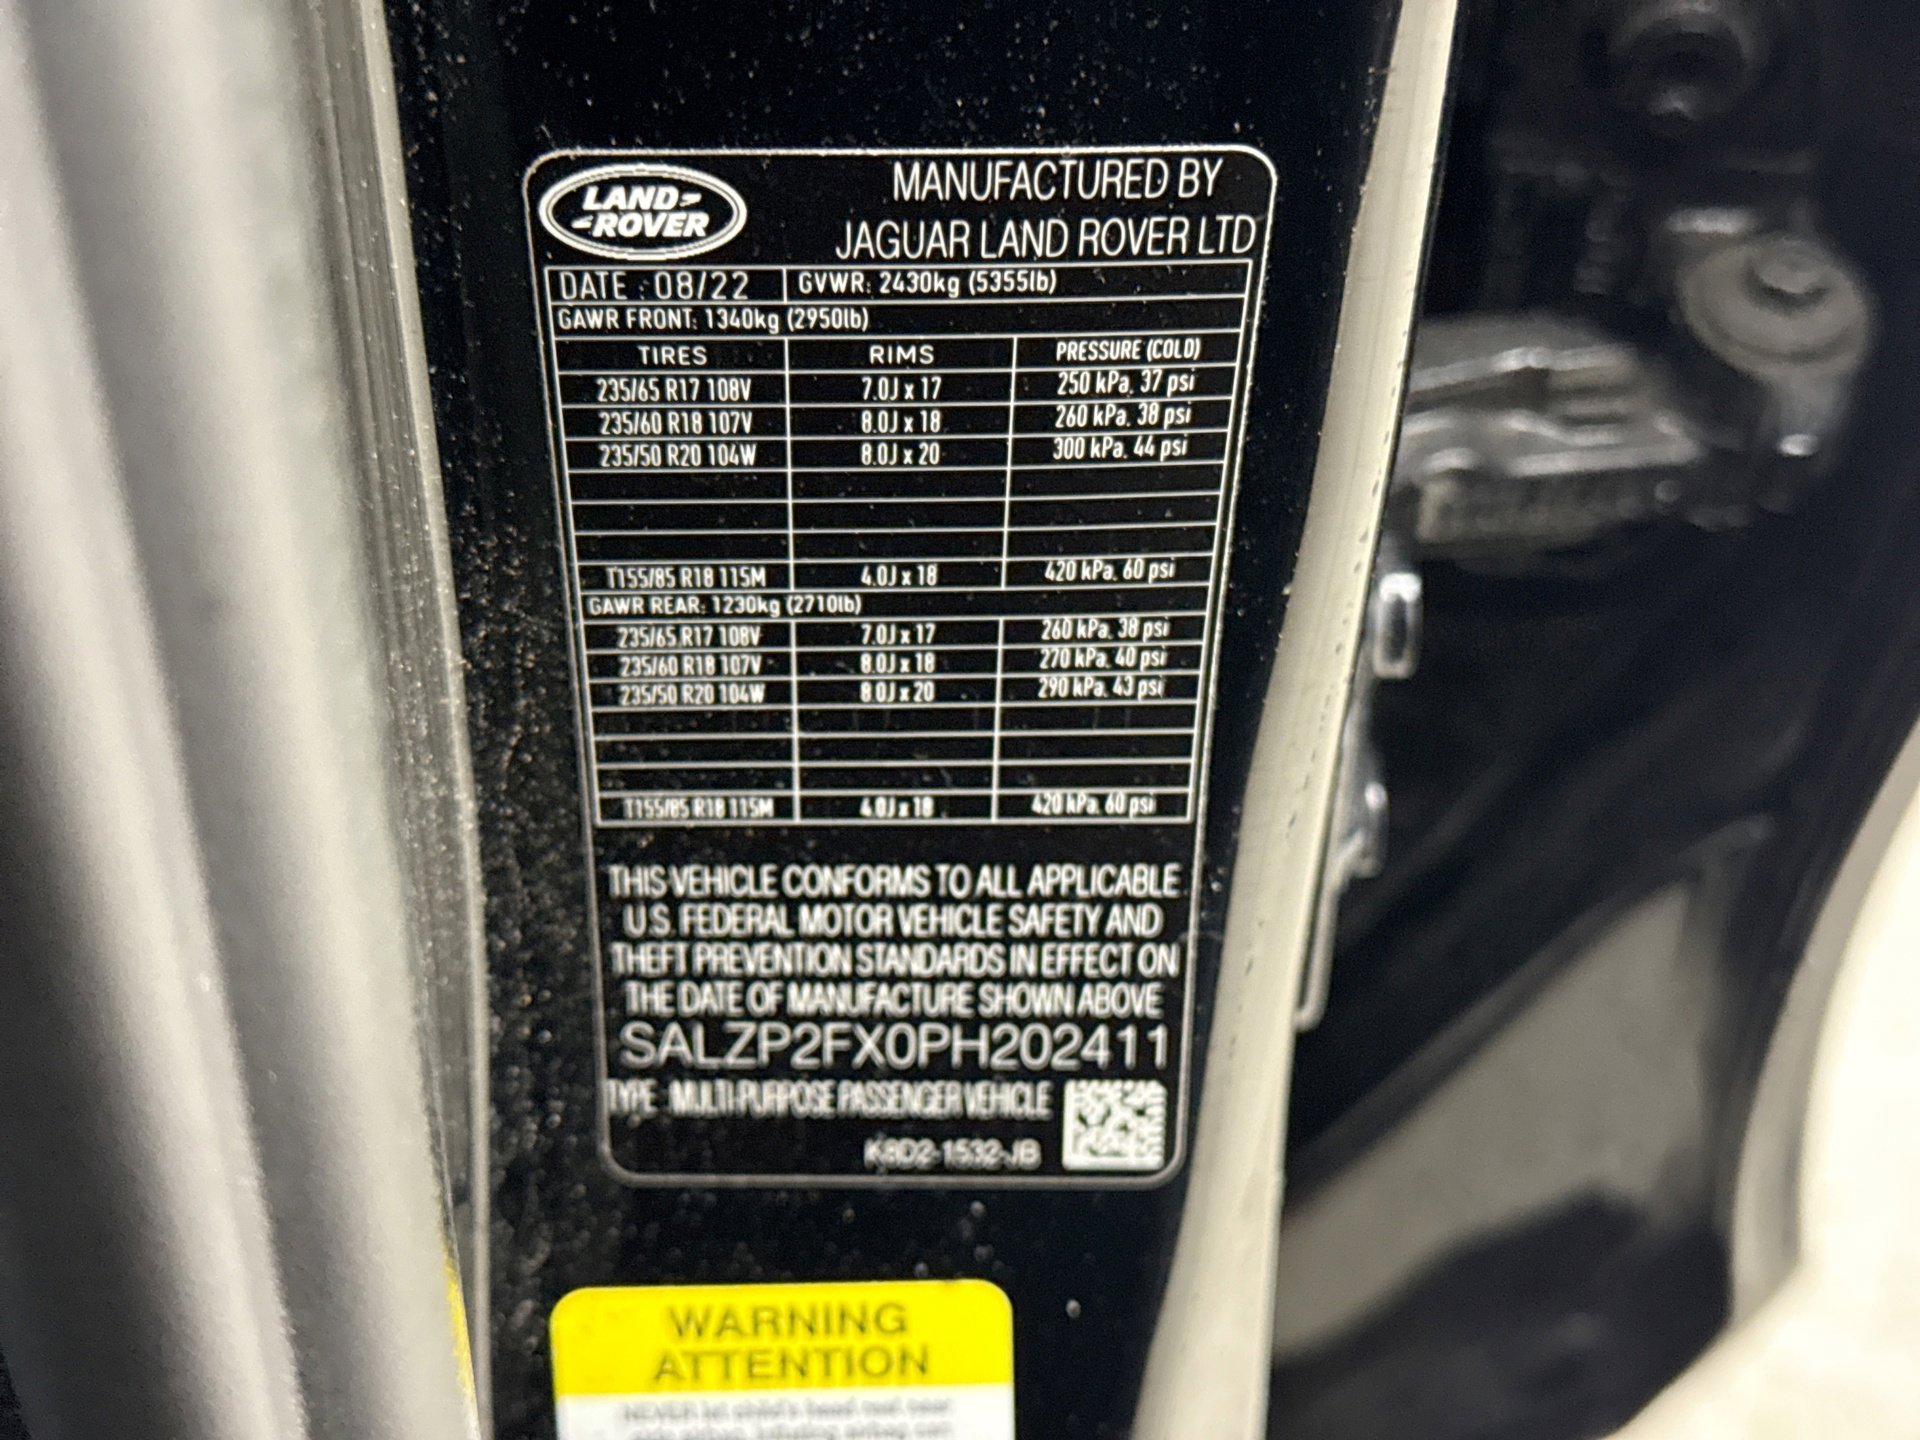 LAND
ROVER
MANUFACTURED BY
JAGUAR LAND ROVER LTD
DATE : 08/22 GVWR: 2430kg (5355lb)
GAWR FRONT: 1340kg (2950lb)
TIRES RIMS PRESSURE (COLD)
235/65 R17 108V 7.0J x 17 250 kPa, 37 psi
235/60 R18 107V 8.0J x 18 260 kPa, 38 psi
235/50 R20 104W 8.0J x 20 300 kPa, 44 psi
T155/85 R18 115M 4.0J x 18 420 kPa, 60 psi
GAWR REAR: 1230kg (2710lb)
235/65 R17 108V 7.0J x 17 260 kPa, 38 psi
235/60 R18 107V 8.0J x 18 270 kPa, 40 psi
235/50 R20 104W 8.0J x 20 290 kPa, 43 psi
T155/85 R18 115M 4.0J x 18 420 kPa, 60 psi
THIS VEHICLE CONFORMS TO ALL APPLICABLE
U.S. FEDERAL MOTOR VEHICLE SAFETY AND
THEFT PREVENTION STANDARDS IN EFFECT ON
THE DATE OF MANUFACTURE SHOWN ABOVE
SALZP2FX0PH202411
TYPE : MULTI-PURPOSE PASSENGER VEHICLE
K8D2-1532-JB
WARNING
ATTENTION
NEVER let child's head rest near